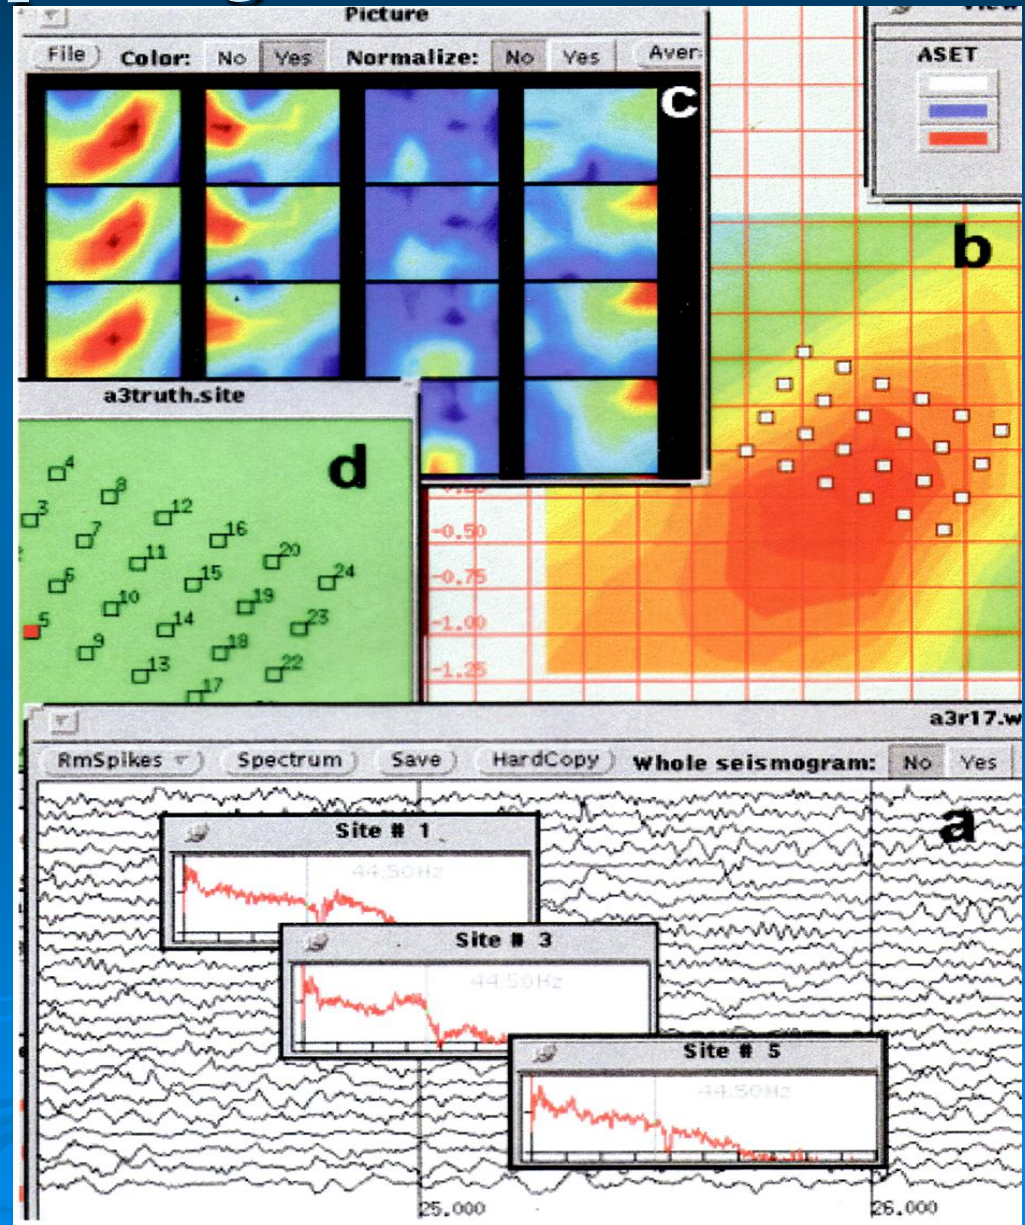 Picture
File Color: No Yes Normalize: No Yes
ASET
c
b
a3truth.site
d
4
8
3
12
7
16
11
20
6
15
24
10
19
5
14
23
9
18
13
22
17
-0.50
-0.75
-1.00
-1.25
a3r17.w
RmSpikes Spectrum Save HardCopy Whole seismogram: No Yes
a
Site # 1
44.50Hz
Site # 3
44.50Hz
Site # 5
44.50Hz
25.000
26.000